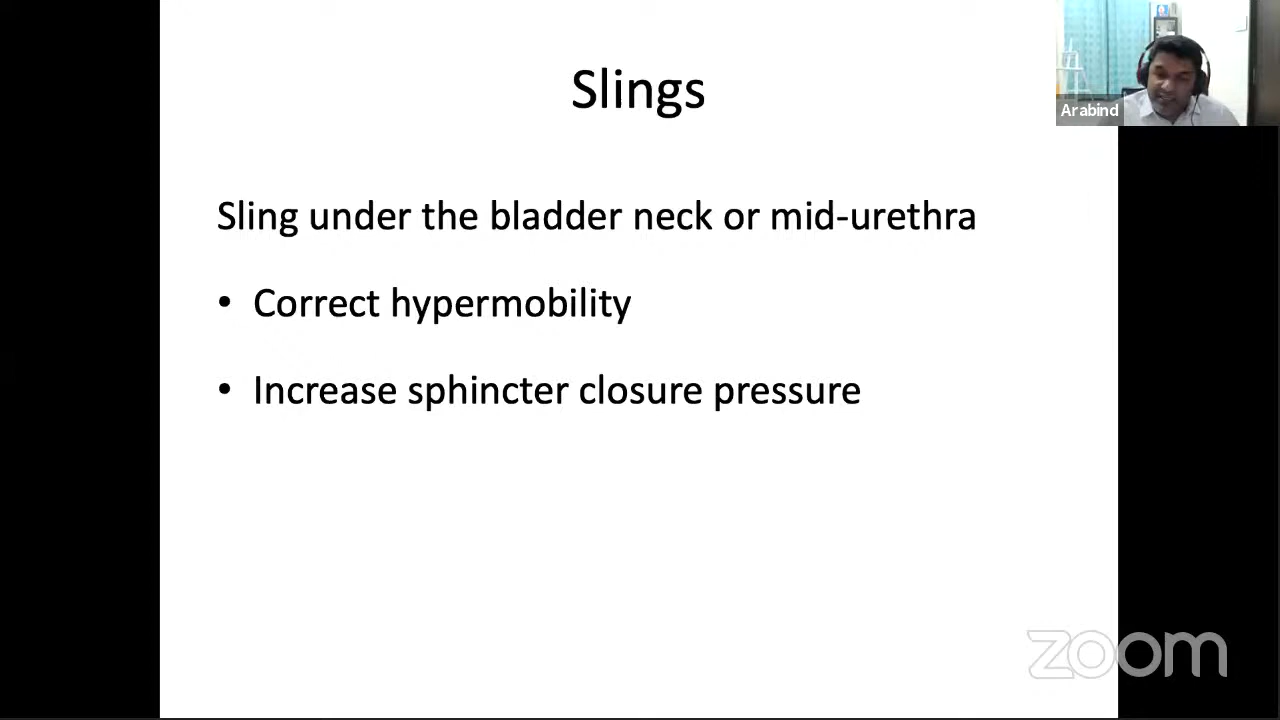 Slings
Arabind
Sling under the bladder neck or mid-urethra
• Correct hypermobility
• Increase sphincter closure pressure
zoom